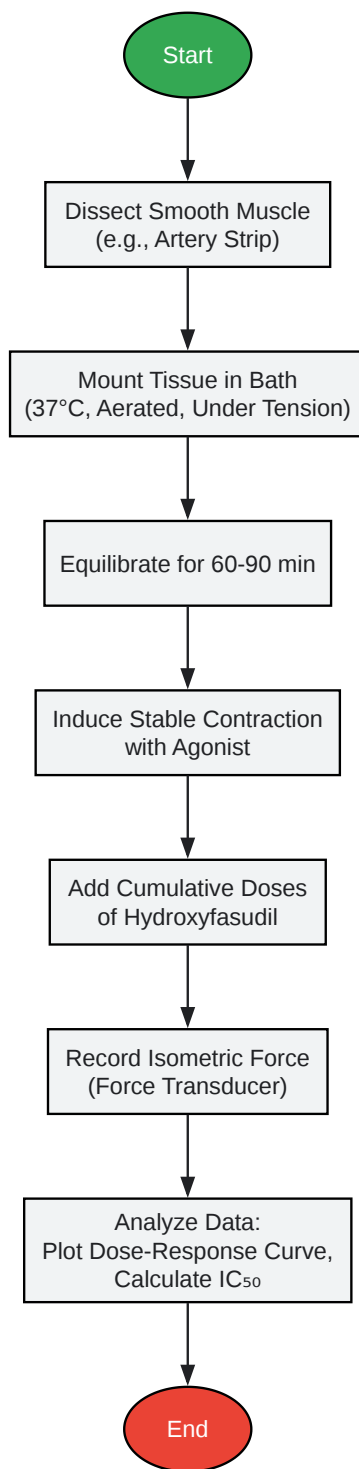 Start
Dissect Smooth Muscle
(e.g., Artery Strip)
Mount Tissue in Bath
(37°C, Aerated, Under Tension)
Equilibrate for 60-90 min
Induce Stable Contraction
with Agonist
Add Cumulative Doses
of Hydroxyfasudil
Record Isometric Force
(Force Transducer)
Analyze Data:
Plot Dose-Response Curve,
Calculate IC₅₀
End